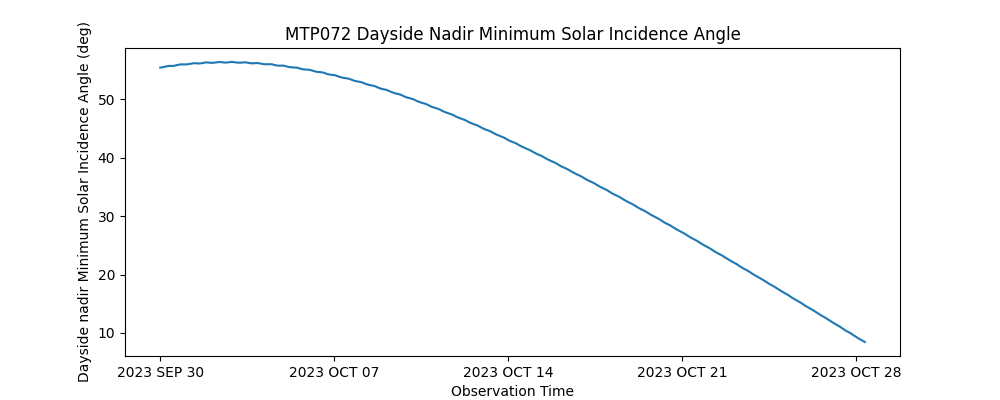 MTP072 Dayside Nadir Minimum Solar Incidence Angle
Dayside nadir Minimum Solar Incidence Angle (deg)
50
40
30
20
10
2023 SEP 30
2023 OCT 07
2023 OCT 14
2023 OCT 21
2023 OCT 28
Observation Time